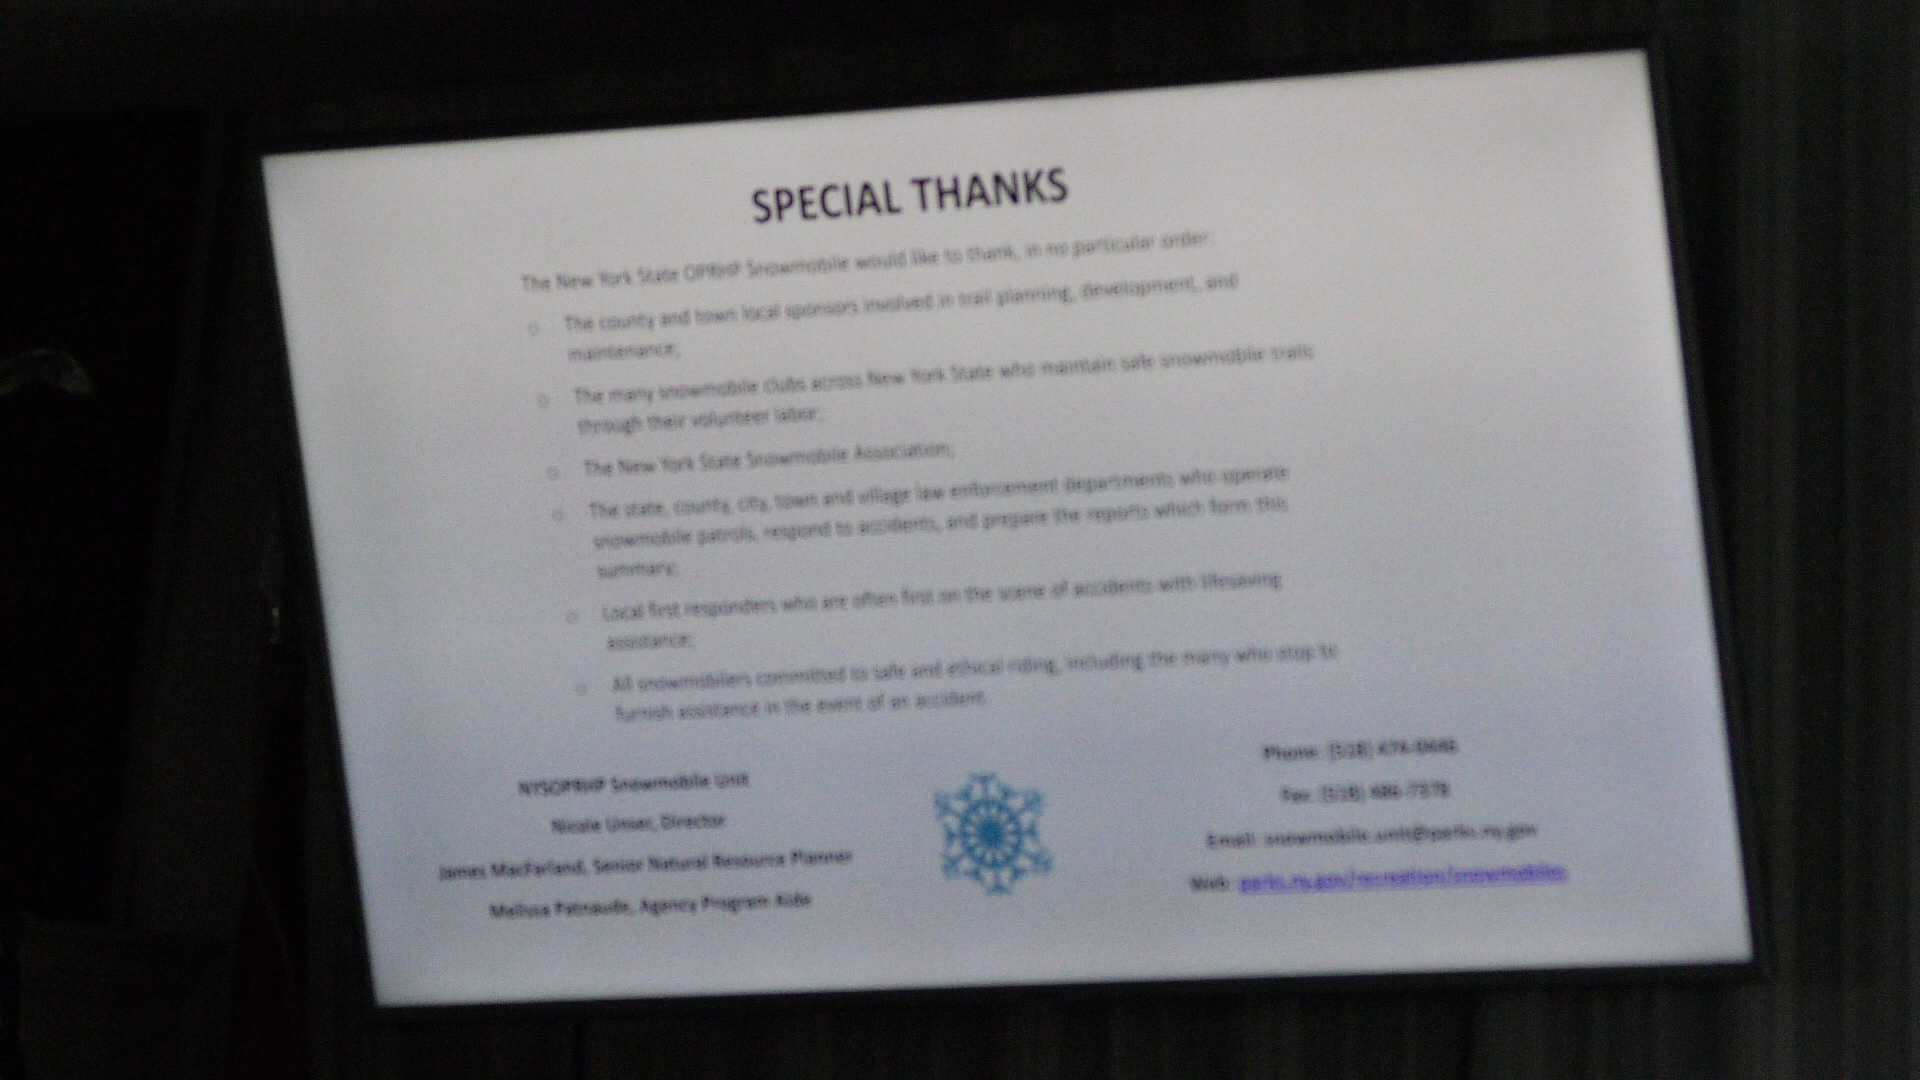 SPECIAL THANKS
The New York State OPRHP Snowmobile would like to thank, in no particular order:
The county and town local sponsors involved in trail planning, development, and
maintenance;
The many snowmobile clubs across New York State who maintain safe snowmobile trails
through their volunteer labor;
The New York State Snowmobile Association;
The state, county, city, town and village law enforcement departments who operate
snowmobile patrols, respond to accidents, and prepare the reports which form this
summary;
Local first responders who are often first on the scene of accidents with lifesaving
assistance;
All snowmobilers committed to safe and ethical riding, including the many who stop to
furnish assistance in the event of an accident.
NYSOPRHP Snowmobile Unit
Nicole Unser, Director
James MacFarland, Senior Natural Resource Planner
Melissa Agency Program Aide
Phone: (518)
Fax: (518)
Email: snowmobile.unit@parks.ny.gov
Web: parks.ny.gov/recreation/snowmobiles